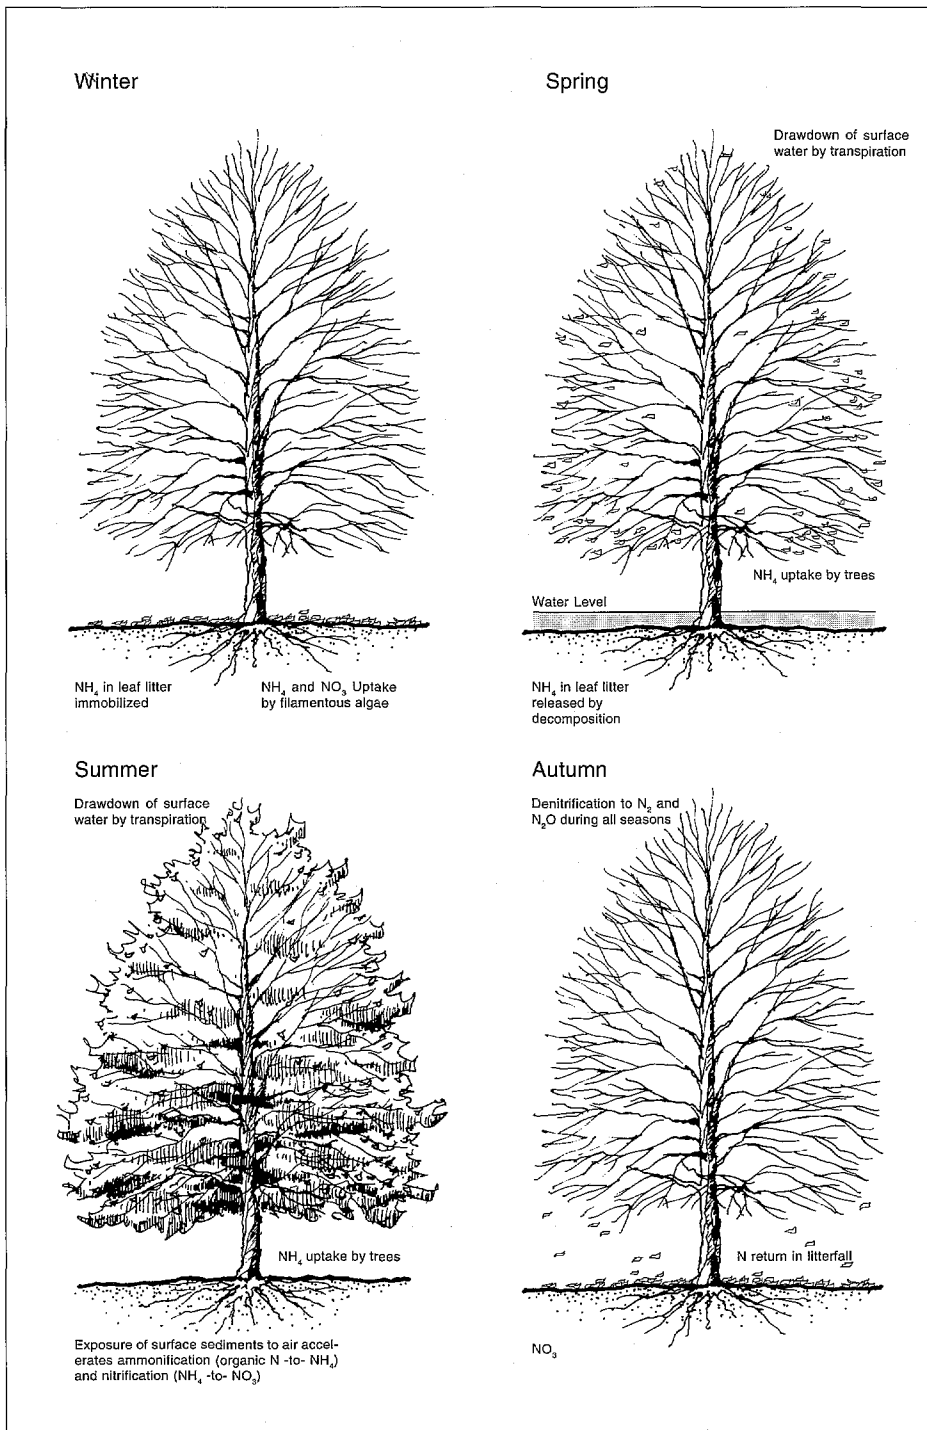 Winter
NH₄ in leaf litter
immobilized
NH₄ and NO₃ Uptake
by filamentous algae
Spring
Drawdown of surface
water by transpiration
NH₄ uptake by trees
Water Level
NH₄ in leaf litter
released by
decomposition
Summer
Drawdown of surface
water by transpiration
NH₄ uptake by trees
Exposure of surface sediments to air accel-
erates ammonification (organic N -to- NH₄)
and nitrification (NH₄ -to- NO₃)
Autumn
Denitrification to N₂ and
N₂O during all seasons
N return in litterfall
NO₃